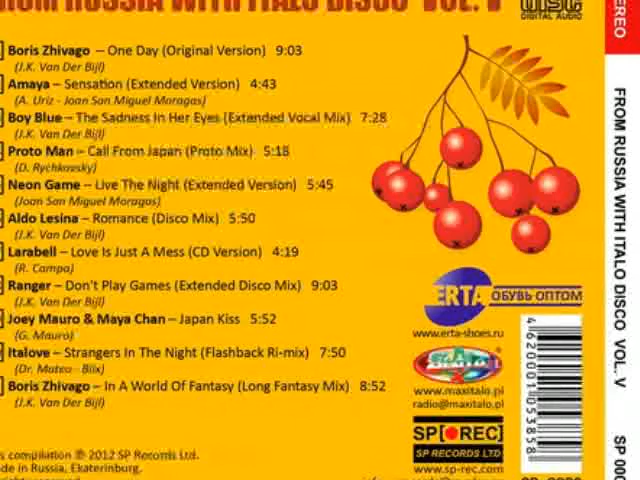 FROM RUSSIA WITH ITALO DISCO VOL. V
DIGITAL AUDIO
Boris Zhivago – One Day (Original Version) 9:03
(J.K. Van Der Bijl)
Amaya – Sensation (Extended Version) 4:43
(A. Uriz - Joan San Miguel Moragas)
Boy Blue – The Sadness In Her Eyes (Extended Vocal Mix) 7:28
(J.K. Van Der Bijl)
Proto Man – Call From Japan (Proto Mix) 5:18
(D. Rychkovsky)
Neon Game – Live The Night (Extended Version) 5:45
(Joan San Miguel Moragas)
Aldo Lesina – Romance (Disco Mix) 5:50
(J.K. Van Der Bijl)
Larabell – Love Is Just A Mess (CD Version) 4:19
(R. Campa)
Ranger – Don't Play Games (Extended Disco Mix) 9:03
(J.K. Van Der Bijl)
Joey Mauro & Maya Chan – Japan Kiss 5:52
(G. Mauro)
Italove – Strangers In The Night (Flashback Ri-mix) 7:50
(Dr. Mateo - Blix)
Boris Zhivago – In A World Of Fantasy (Long Fantasy Mix) 8:52
(J.K. Van Der Bijl)
compilation ℗ 2012 SP Records Ltd.
in Russia, Ekaterinburg.
ERTA ОБУВЬ ОПТОМ
www.erta-shoes.ru
www.maxitalo.pl
radio@maxitalo.pl
SP[REC]
SP RECORDS LTD
www.sp-rec.com
4620001053858
FROM RUSSIA WITH ITALO DISCO VOL. V
SP